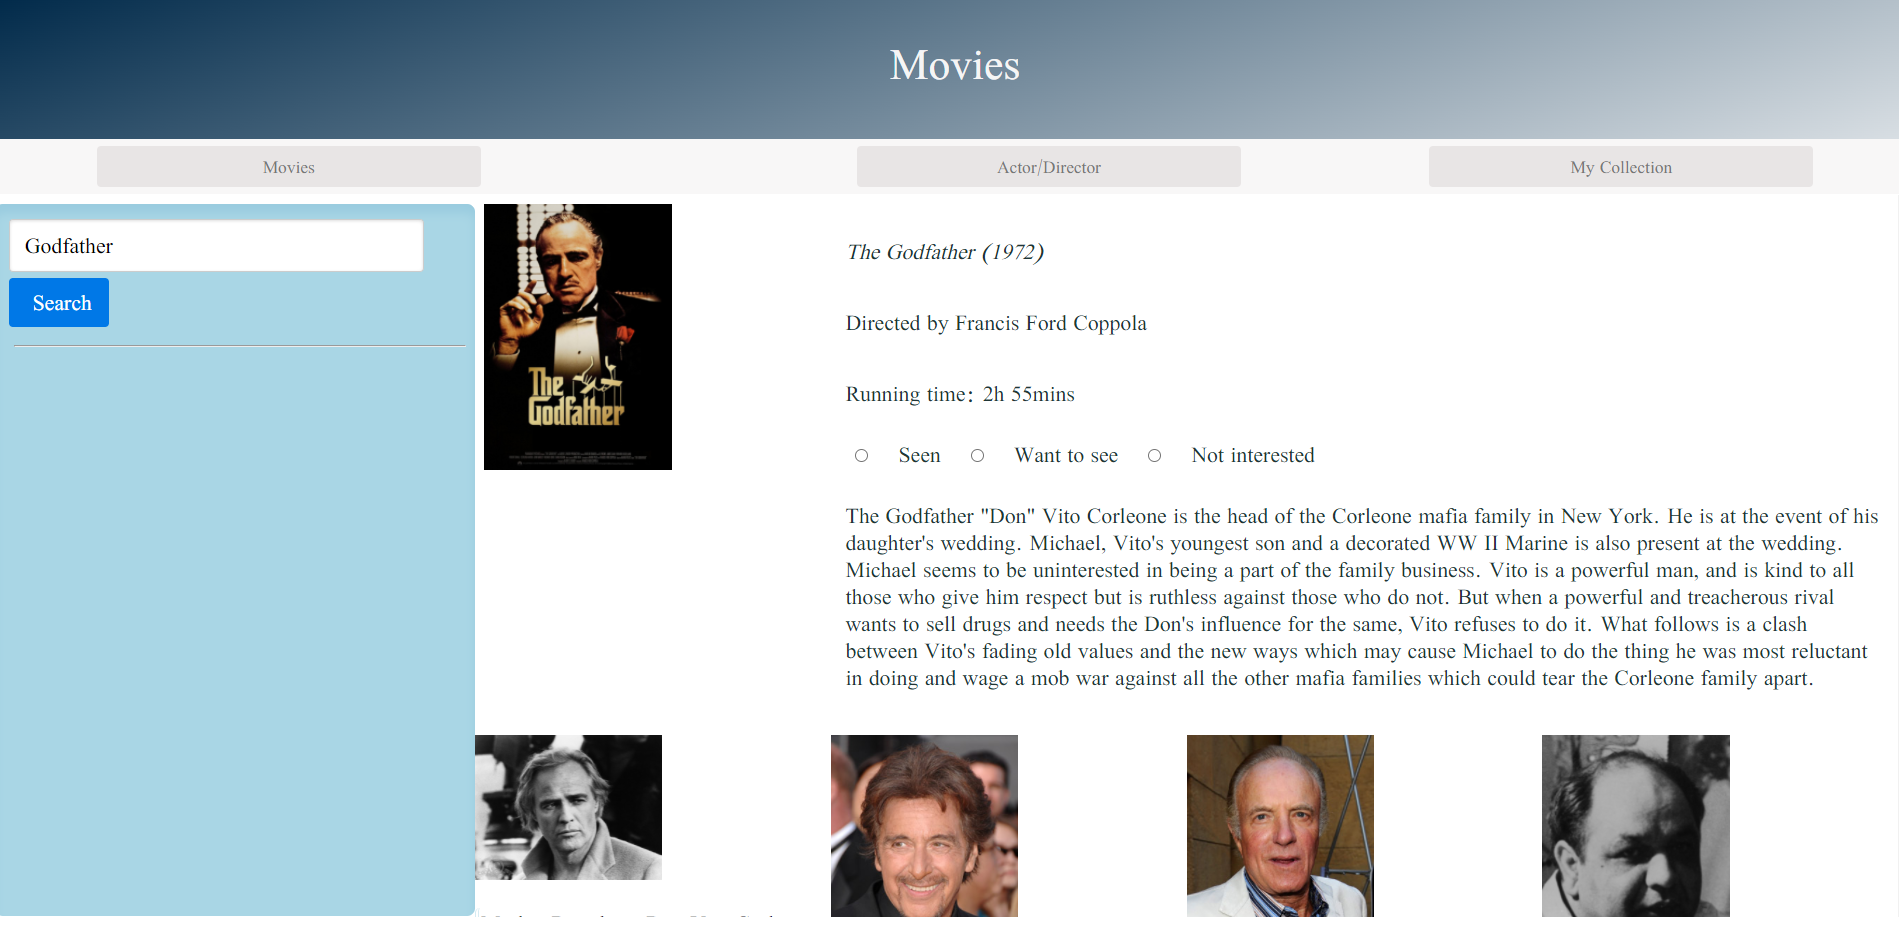 Movies
Movies
Actor/Director
My Collection
Godfather
Search
The
Godfather
The Godfather (1972)
Directed by Francis Ford Coppola
Running time: 2h 55mins
Seen
Want to see
Not interested
The Godfather "Don" Vito Corleone is the head of the Corleone mafia family in New York. He is at the event of his
daughter's wedding. Michael, Vito's youngest son and a decorated WW II Marine is also present at the wedding.
Michael seems to be uninterested in being a part of the family business. Vito is a powerful man, and is kind to all
those who give him respect but is ruthless against those who do not. But when a powerful and treacherous rival
wants to sell drugs and needs the Don's influence for the same, Vito refuses to do it. What follows is a clash
between Vito's fading old values and the new ways which may cause Michael to do the thing he was most reluctant
in doing and wage a mob war against all the other mafia families which could tear the Corleone family apart.